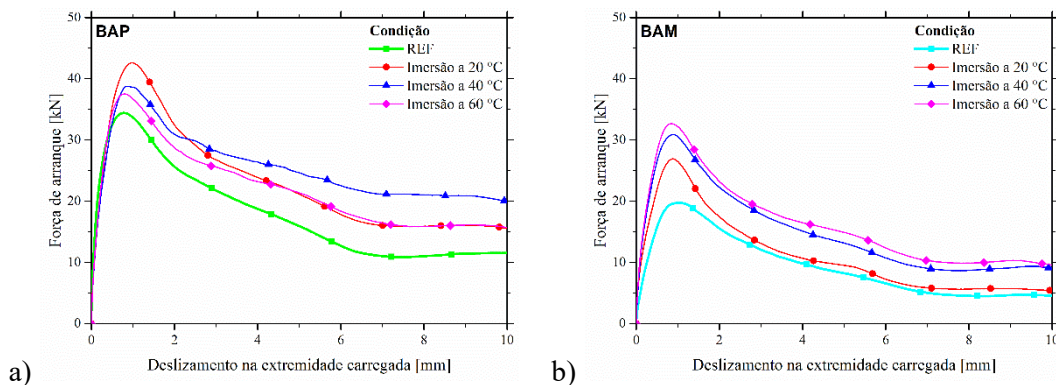 BAP
Condição
REF
Imersão a 20 °C
Imersão a 40 °C
Imersão a 60 °C
Força de arranque [kN]
50
40
30
20
10
0
0 2 4 6 8 10
Deslizamento na extremidade carregada [mm]
a)
BAM
Condição
REF
Imersão a 20 °C
Imersão a 40 °C
Imersão a 60 °C
Força de arranque [kN]
50
40
30
20
10
0
0 2 4 6 8 10
Deslizamento na extremidade carregada [mm]
b)